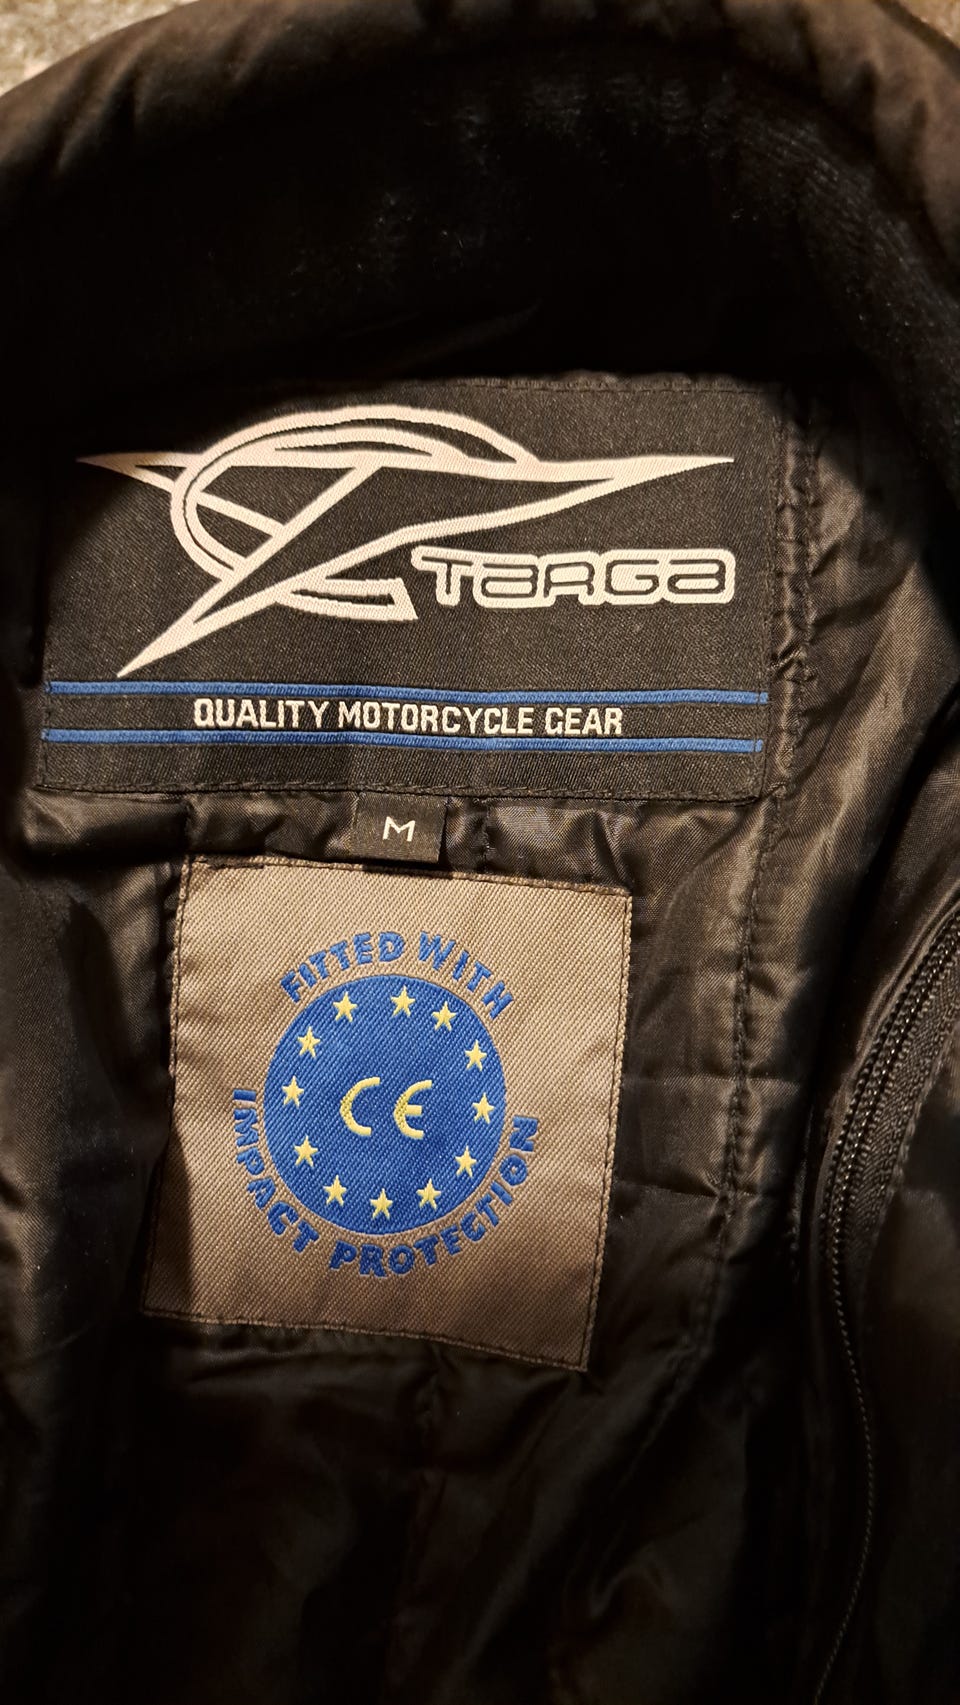 TARGA
QUALITY MOTORCYCLE GEAR
M
FITTED WITH
CE
IMPACT PROTECTION